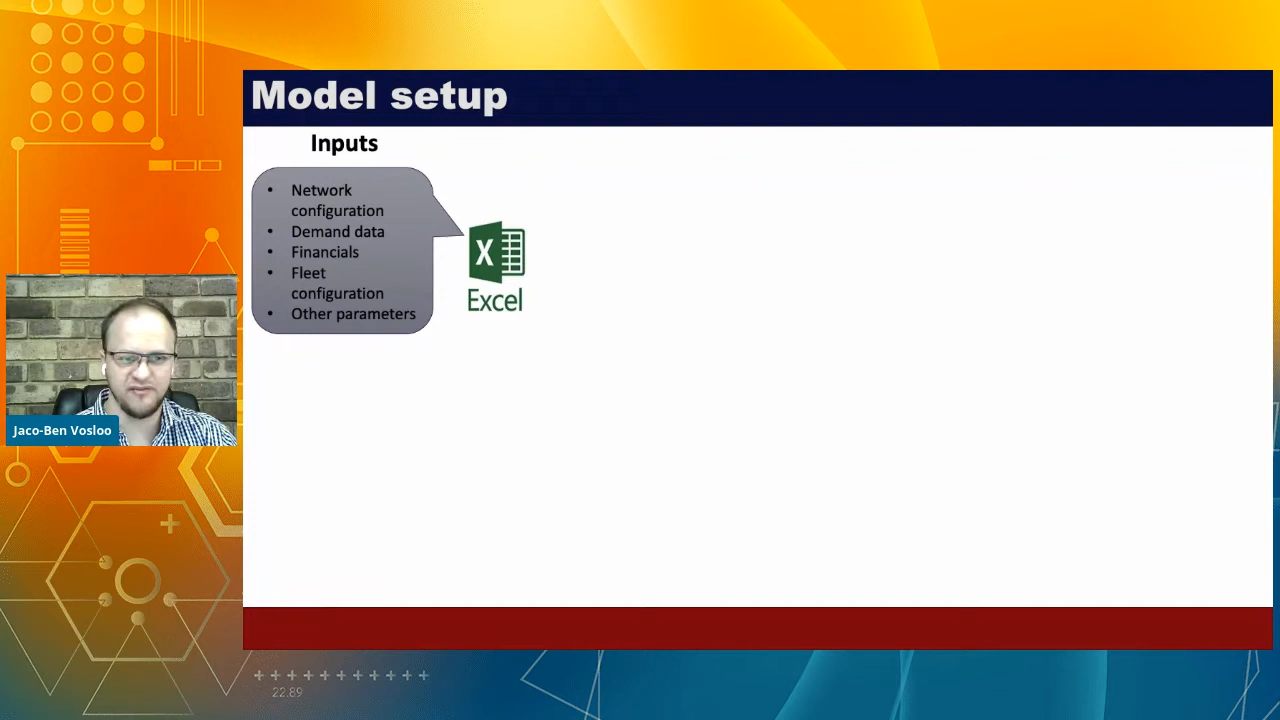 Model setup
Inputs
• Network
configuration
• Demand data
• Financials
• Fleet
configuration
• Other parameters
X
Excel
Jaco-Ben Vosloo
22.89